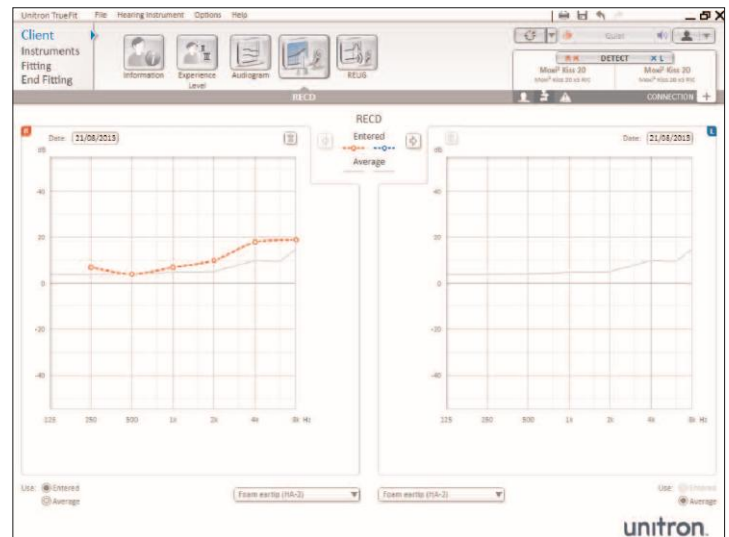 Unitron TrueFit File Hearing Instrument Options Help
Client
Instruments
Fitting
End Fitting
Information
Experience Level
Audiogram
REUG
Quiet
R DETECT L
Moxi² Kiss 20
Moxi² Kiss 20
RECD
CONNECTION +
RECD
R
Date: 21/08/2013
Entered
Average
Date: 21/08/2013
L
dB
40
20
0
-20
-40
125 250 500 1k 2k 4k 8k Hz
dB
40
20
0
-20
-40
125 250 500 1k 2k 4k 8k Hz
Use: Entered
Average
Foam eartip (HA-2)
Foam eartip (HA-2)
Use: Entered
Average
unitron.